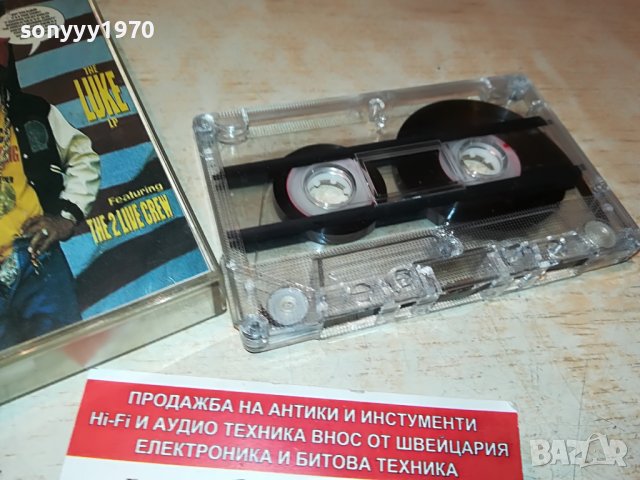 sonyyy1970
THE
LUKE
LP
Featuring
THE 2 LIVE CREW
ПРОДАЖБА НА АНТИКИ И ИНСТУМЕНТИ
Hi-Fi И АУДИО ТЕХНИКА ВНОС ОТ ШВЕЙЦАРИЯ
ЕЛЕКТРОНИКА И БИТОВА ТЕХНИКА
BAZAR